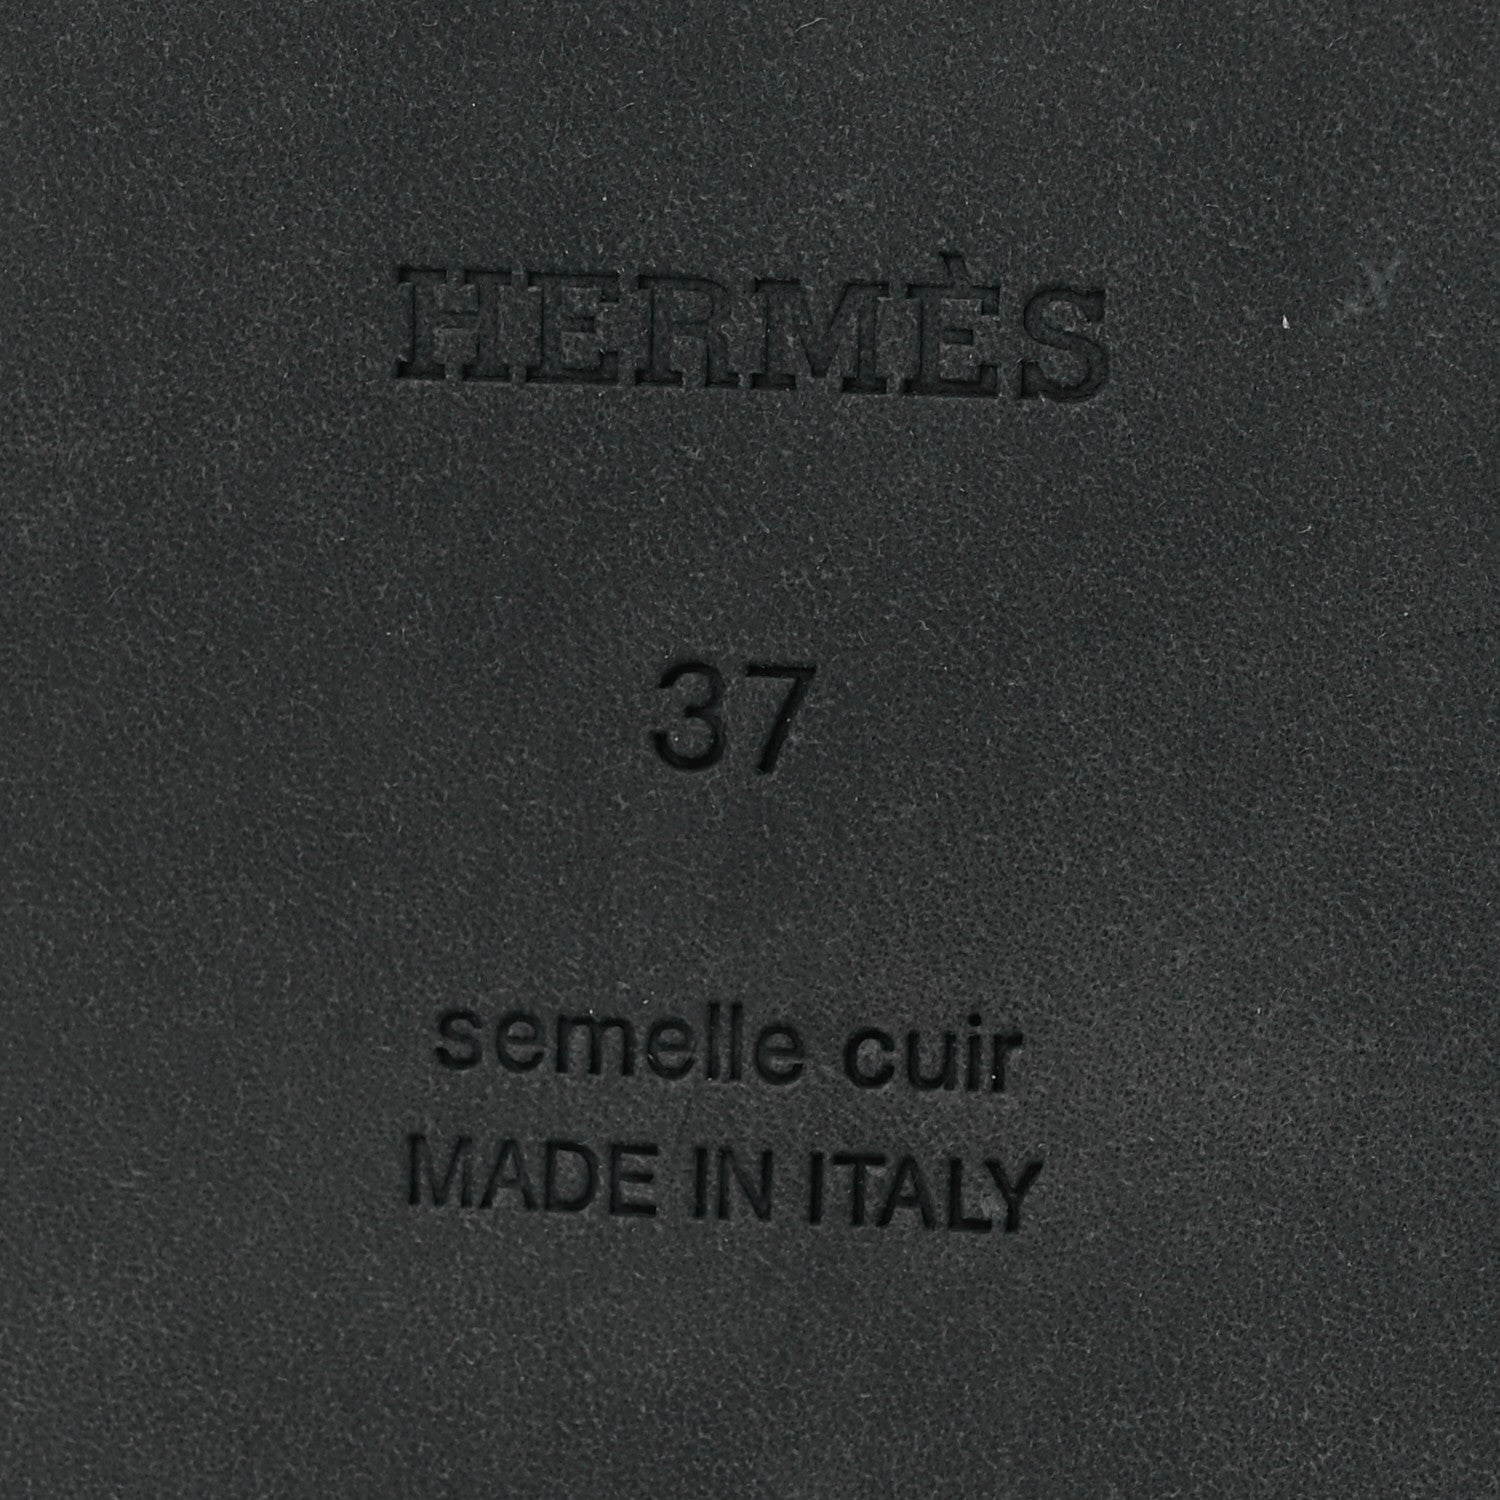 HERMÈS
37
semelle cuir
MADE IN ITALY